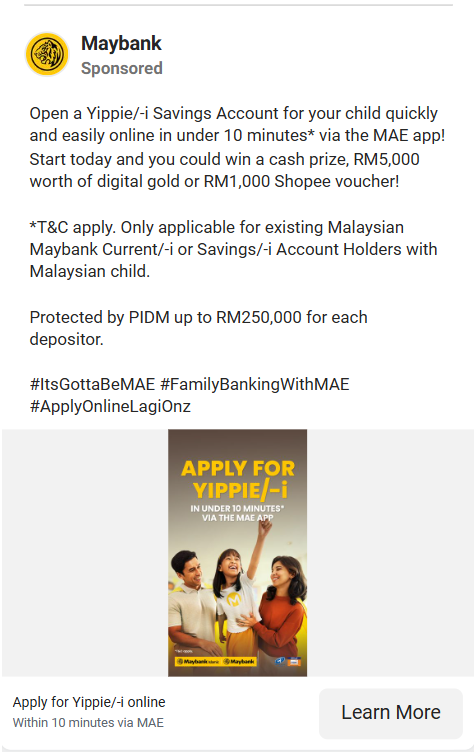 Maybank
Sponsored
Open a Yippie/-i Savings Account for your child quickly
and easily online in under 10 minutes* via the MAE app!
Start today and you could win a cash prize, RM5,000
worth of digital gold or RM1,000 Shopee voucher!
*T&C apply. Only applicable for existing Malaysian
Maybank Current/-i or Savings/-i Account Holders with
Malaysian child.
Protected by PIDM up to RM250,000 for each
depositor.
#ItsGottaBeMAE #FamilyBankingWithMAE
#ApplyOnlineLagiOnz
APPLY FOR
YIPPIE/-i
IN UNDER 10 MINUTES*
VIA THE MAE APP
M
Maybank Maybank
Apply for Yippie/-i online
Within 10 minutes via MAE
Learn More